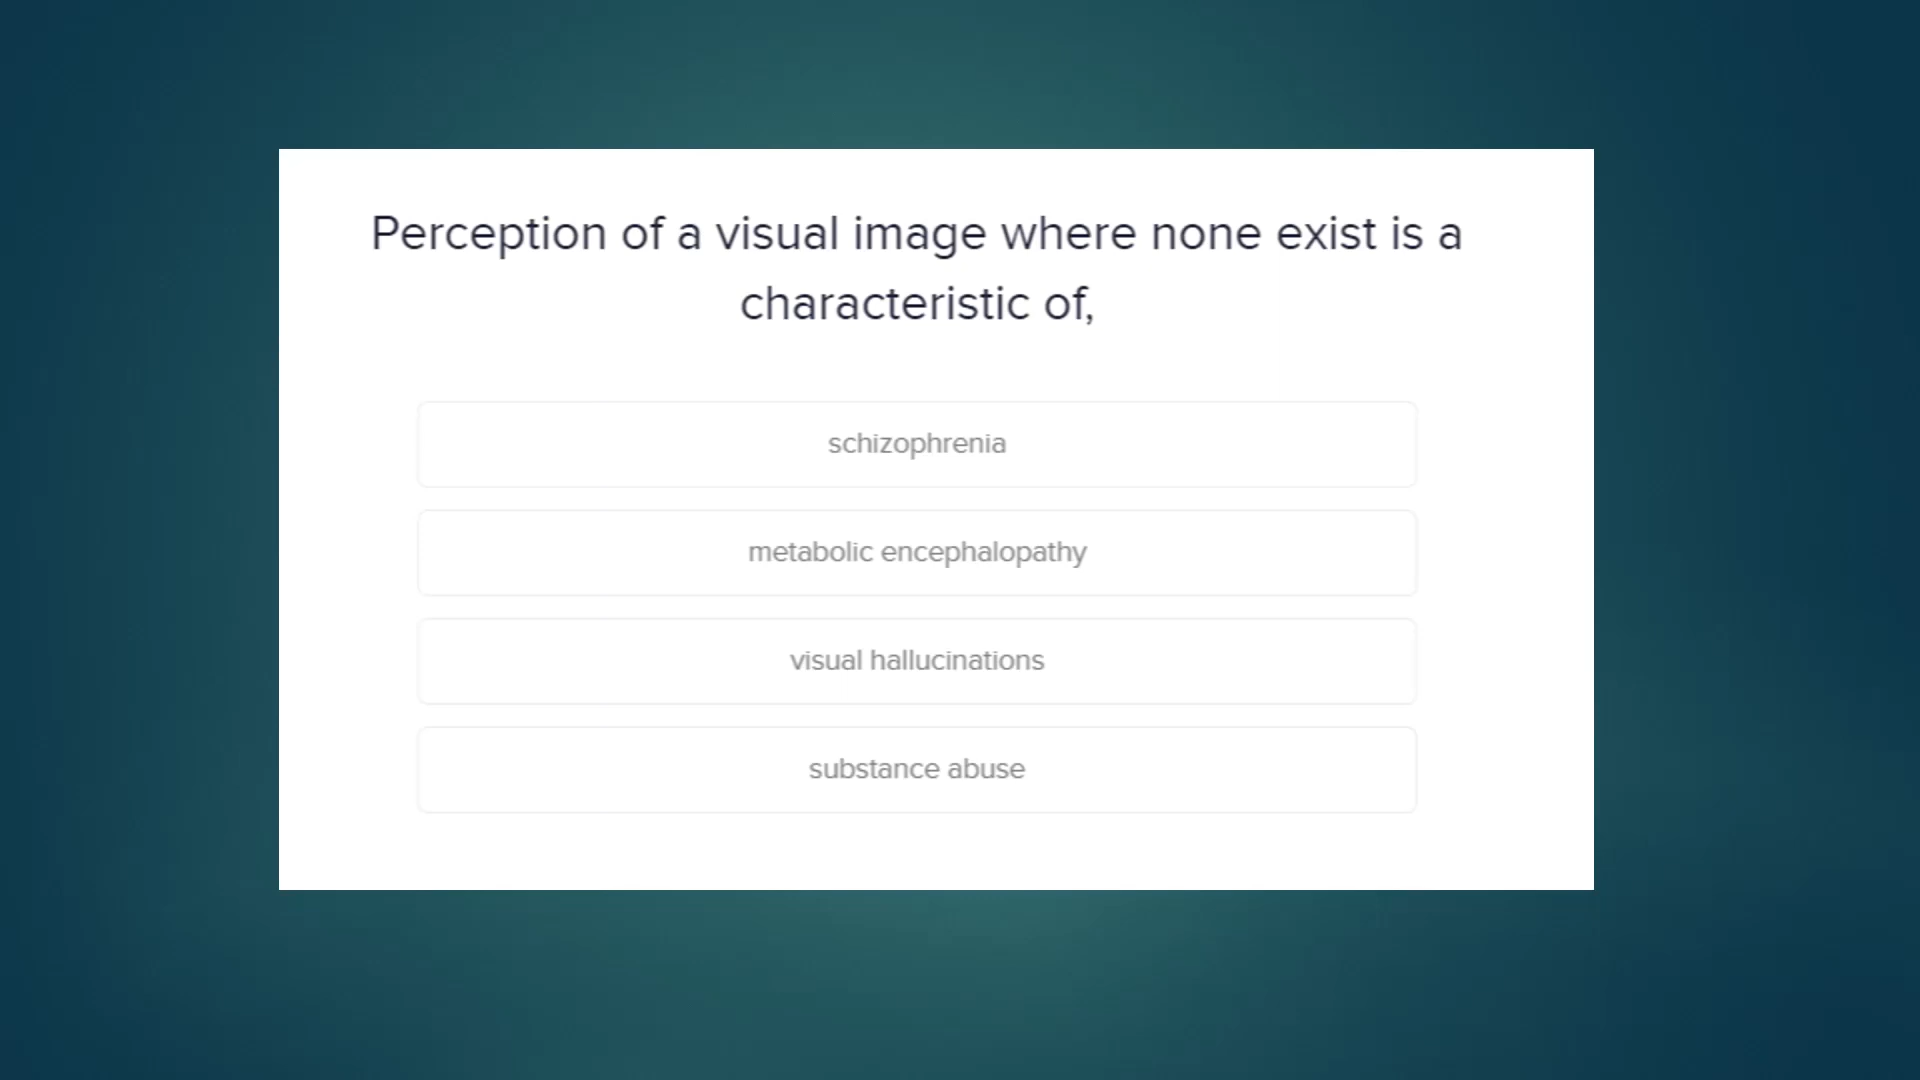 Perception of a visual image where none exist is a
characteristic of,
schizophrenia
metabolic encephalopathy
visual hallucinations
substance abuse